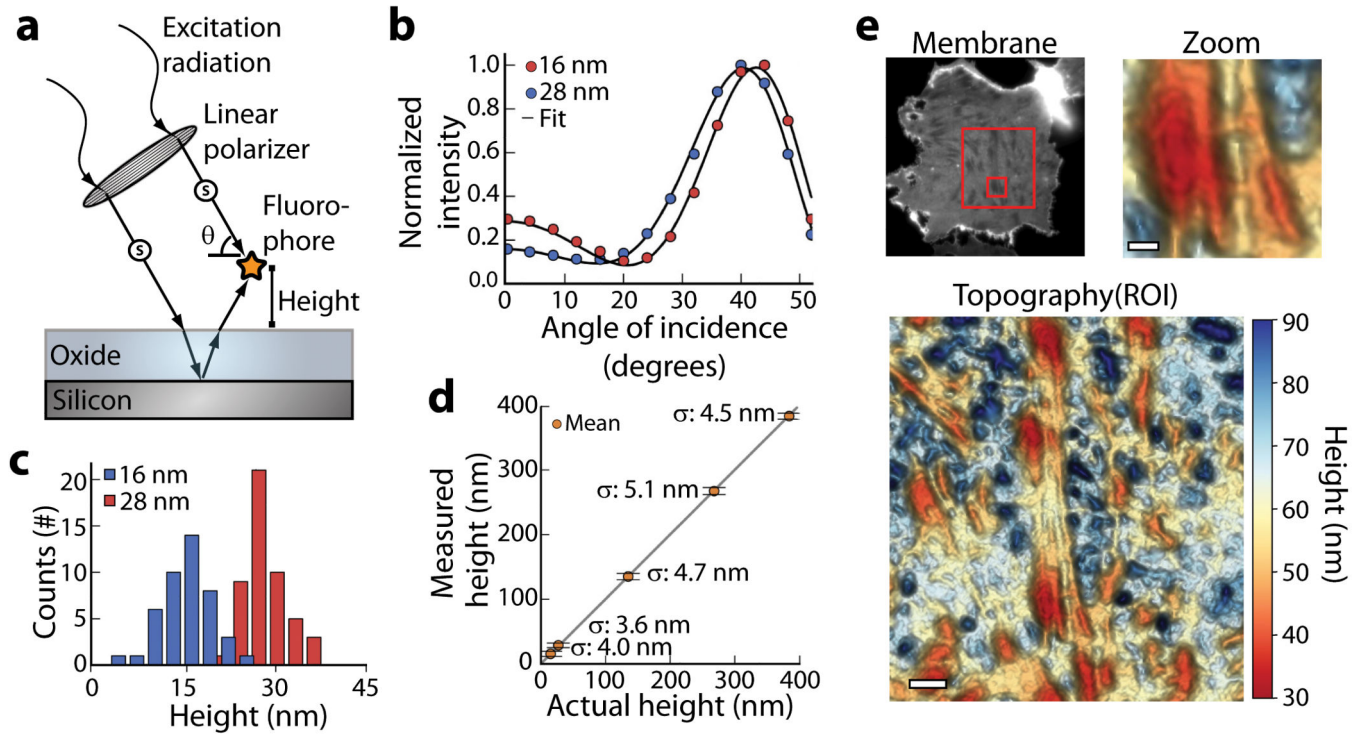 a
Excitation
radiation
Linear
polarizer
s
s
θ
Fluoro-
phore
Height
Oxide
Silicon
b
Normalized
intensity
1.0
0.8
0.6
0.4
0.2
0.0
16 nm
28 nm
Fit
0 10 20 30 40 50
Angle of incidence
(degrees)
c
Counts (#)
20
15
10
5
0
16 nm
28 nm
0 15 30 45
Height (nm)
d
Measured
height (nm)
400
300
200
100
0
Mean
σ: 4.5 nm
σ: 5.1 nm
σ: 4.7 nm
σ: 3.6 nm
σ: 4.0 nm
0 100 200 300 400
Actual height (nm)
e
Membrane
Zoom
Topography(ROI)
90
80
70
60
50
40
30
Height (nm)